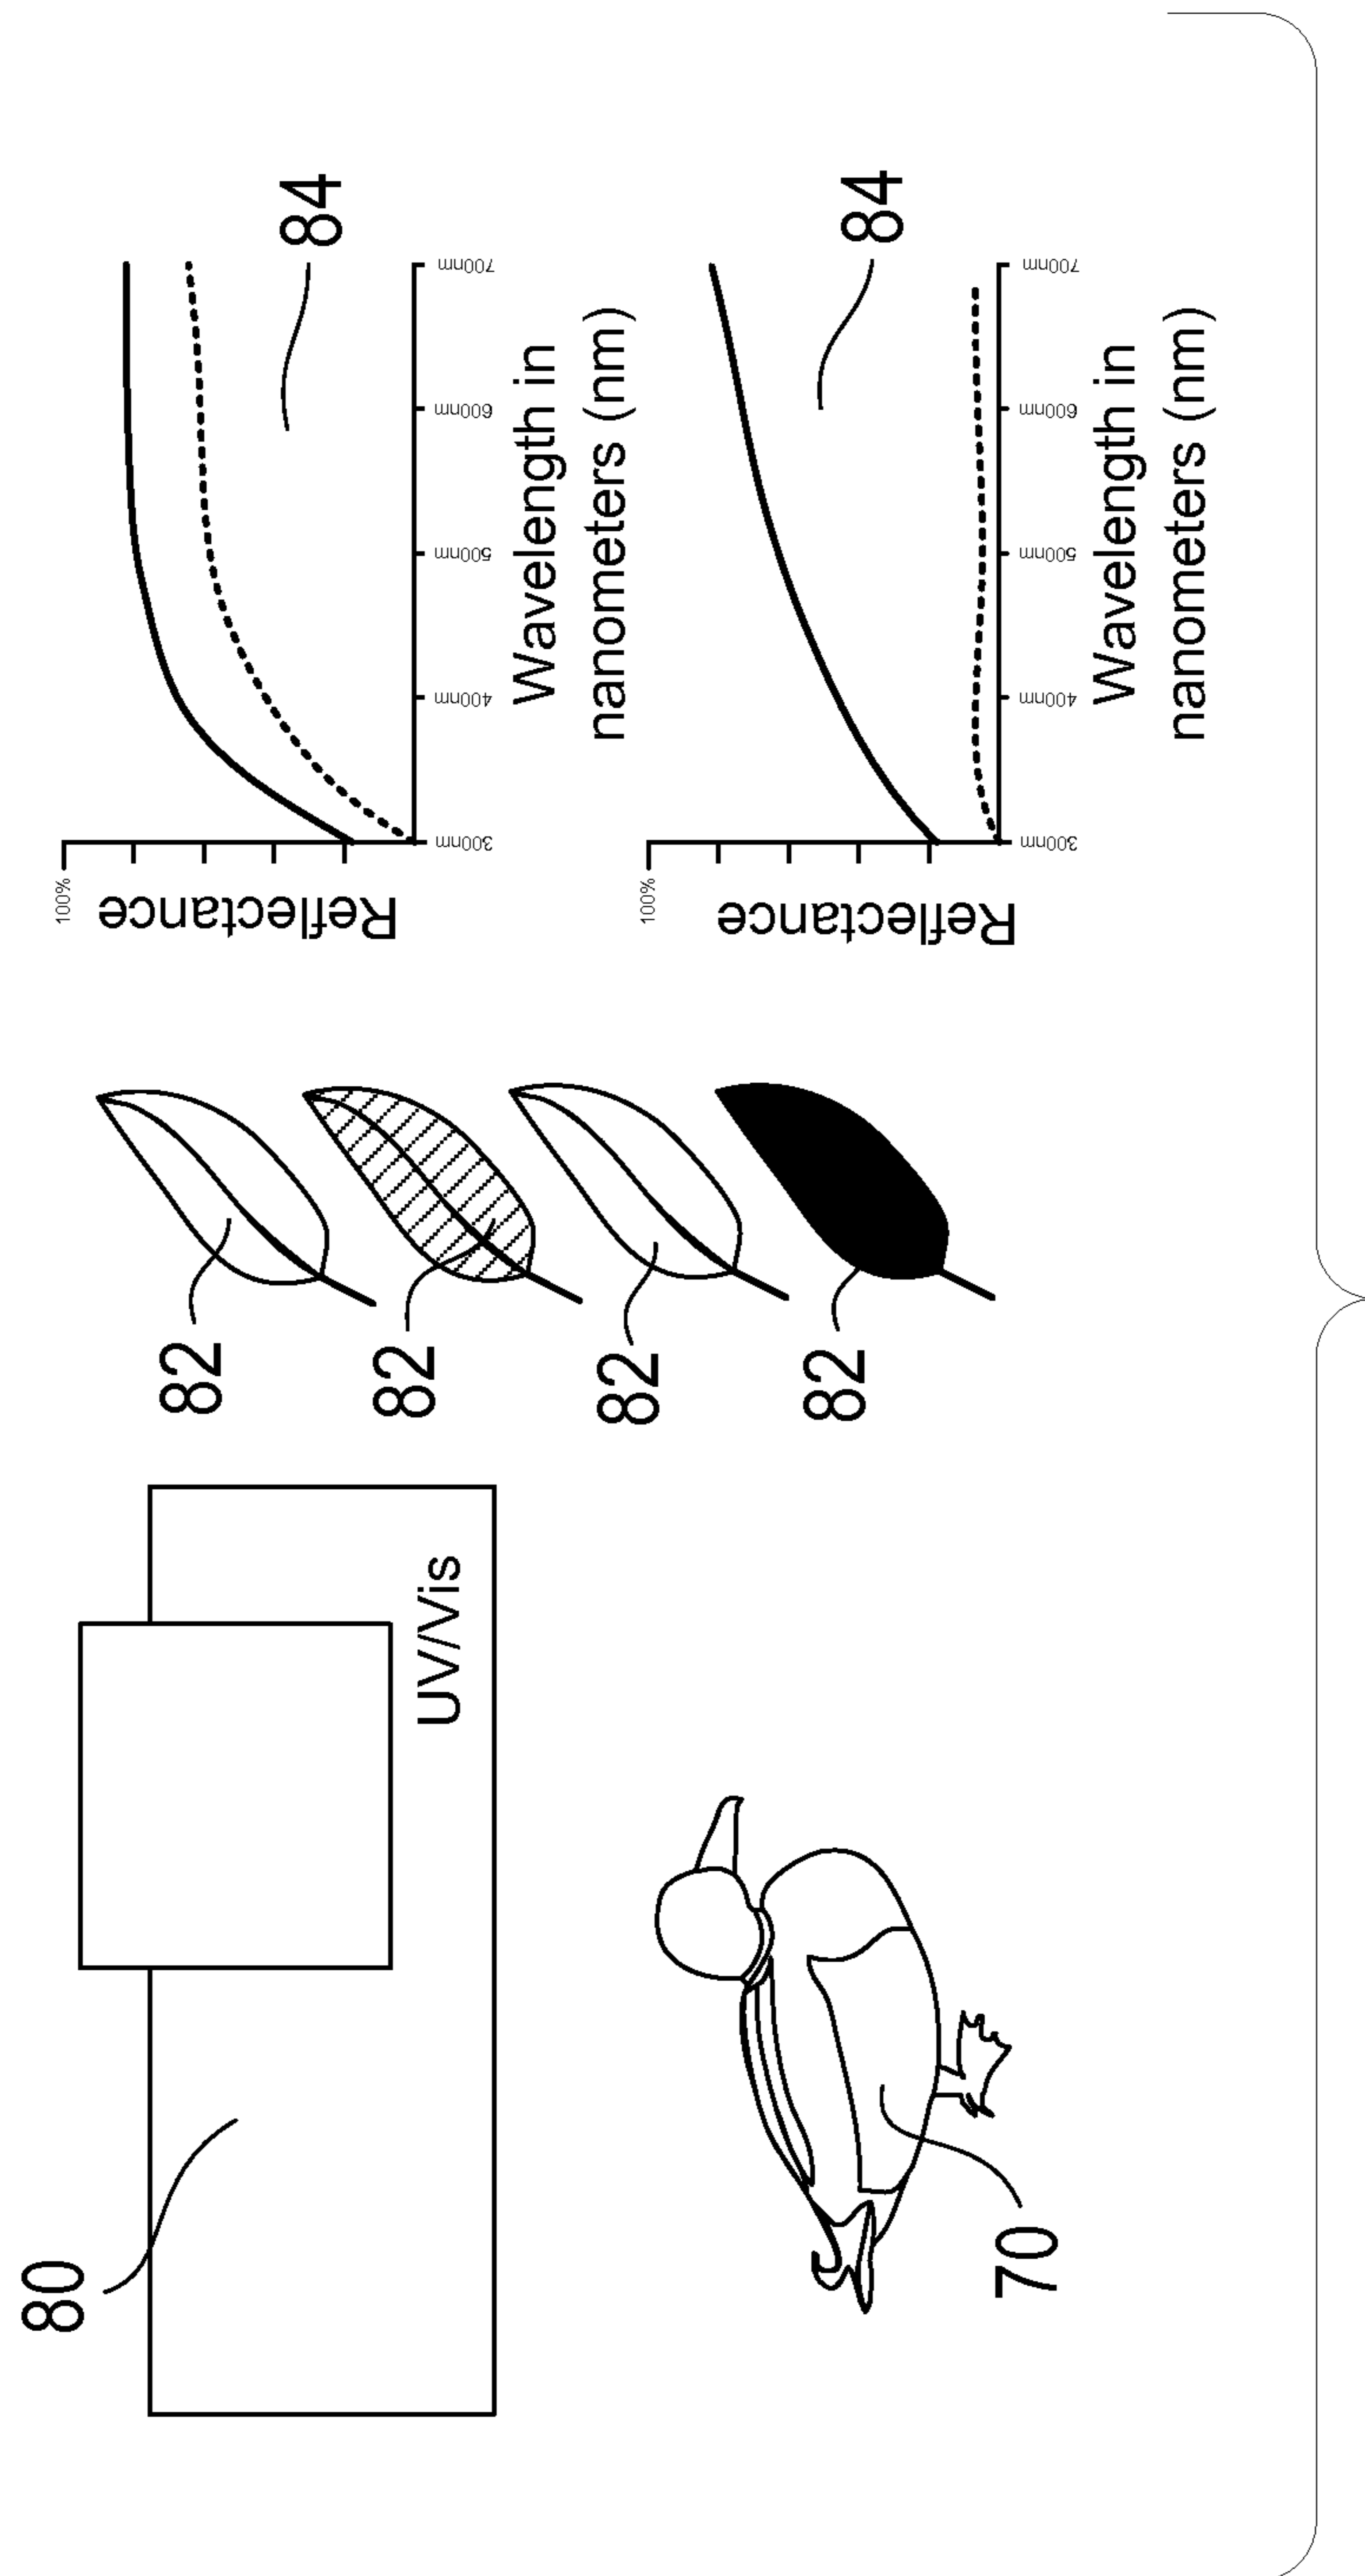 80
UV/Vis
70
82
82
82
82
100%
Reflectance
300nm
400nm
500nm
600nm
700nm
Wavelength in
nanometers (nm)
84
100%
Reflectance
300nm
400nm
500nm
600nm
700nm
Wavelength in
nanometers (nm)
84